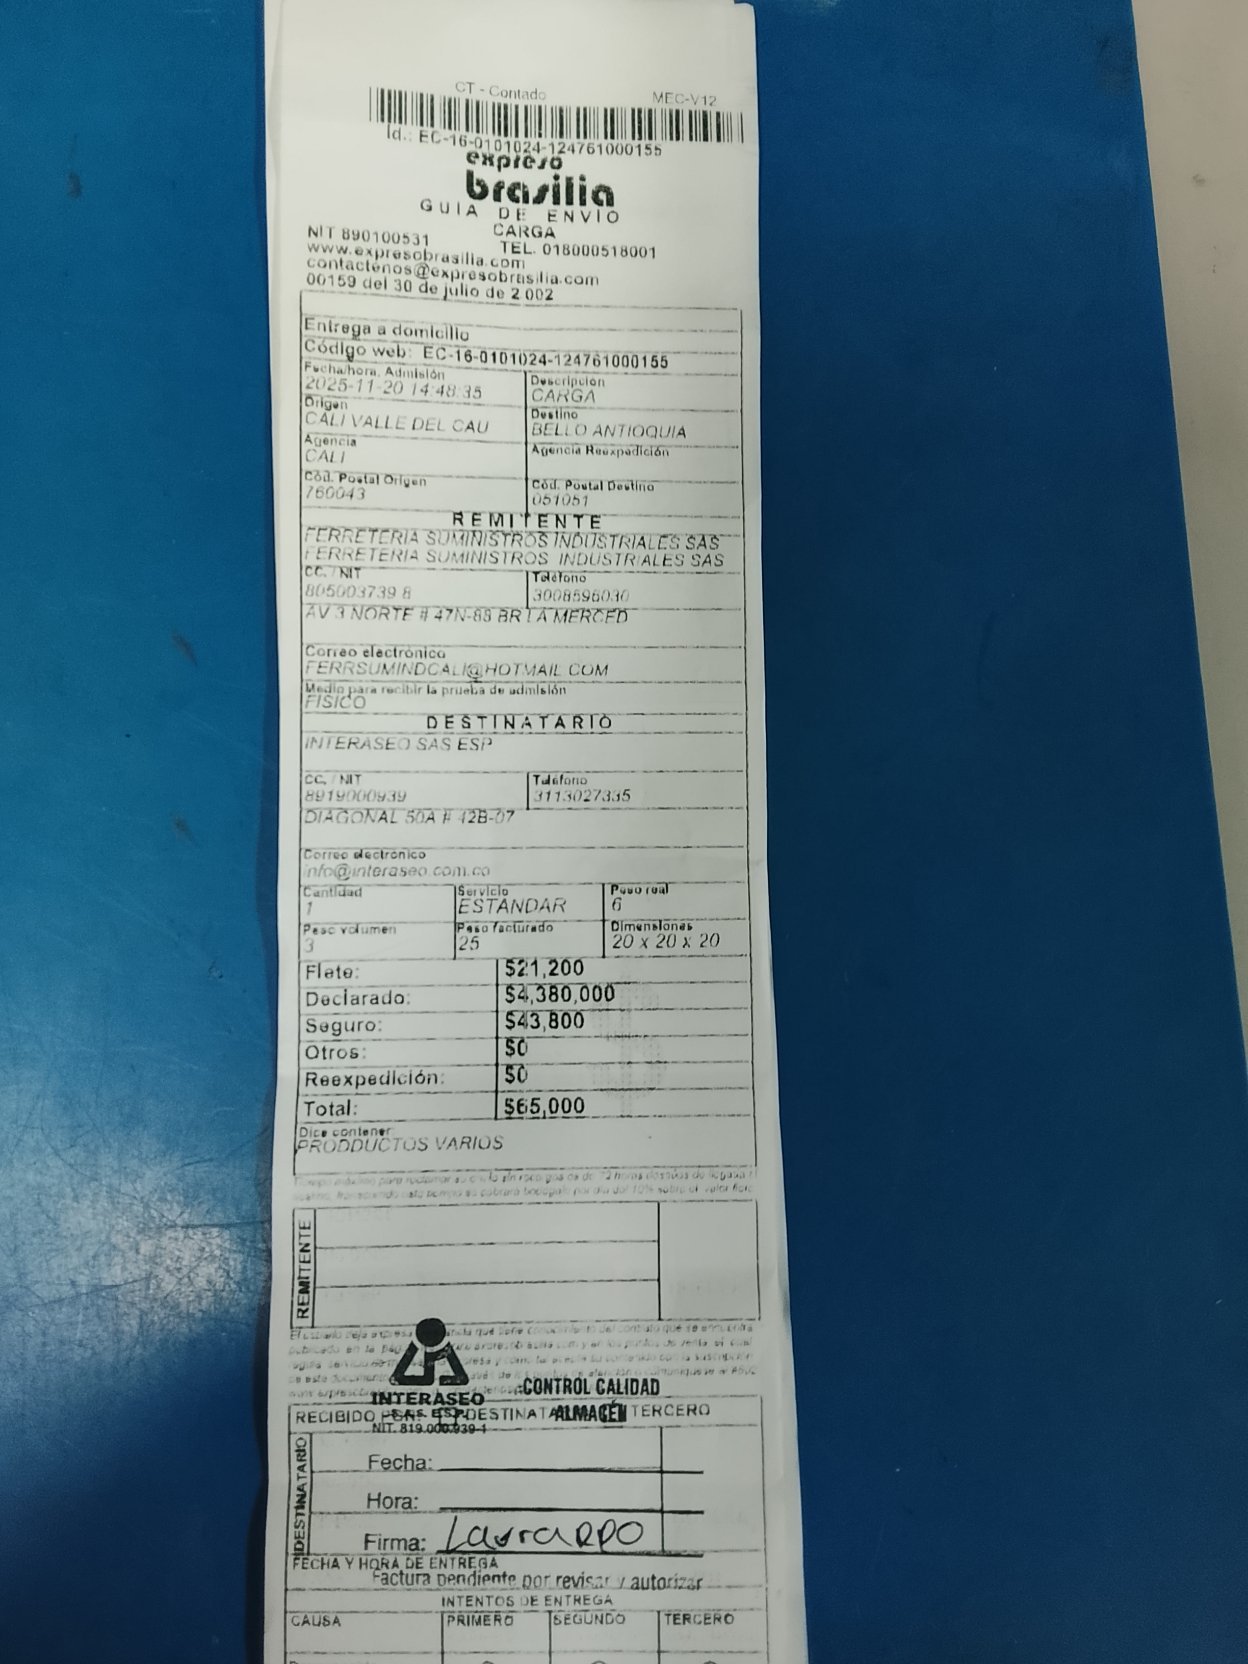 CT - Contado MEC-V12
Id.: EC-16-0101024-124761000155
expreso
brasilia
GUIA DE ENVIO
CARGA
NIT 890100531 TEL. 018000518001
www.expresobrasilia.com
contactenos@expresobrasilia.com
00159 del 30 de julio de 2 002
Entrega a domicilio
Código web: EC-16-0101024-124761000155
Fecha/hora. Admisión Descripción
2025-11-20 14:48:35 CARGA
Origen Destino
CALI VALLE DEL CAU BELLO ANTIOQUIA
Agencia Agencia Reexpedición
CALI
Cód. Postal Origen Cód. Postal Destino
760043 051051
REMITENTE
FERRETERIA SUMINISTROS INDUSTRIALES SAS
FERRETERIA SUMINISTROS INDUSTRIALES SAS
CC. / NIT Teléfono
805003739 8 3008596030
AV 3 NORTE # 47N-88 BR LA MERCED
Correo electrónico
FERRSUMINDCALI@HOTMAIL COM
Medio para recibir la prueba de admisión
FISICO
DESTINATARIO
INTERASEO SAS ESP
CC. / NIT Teléfono
8919000939 3113027335
DIAGONAL 50A # 42B-07
Correo electrónico
info@interaseo.com.co
Cantidad Servicio Peso real
1 ESTANDAR 6
Peso volumen Peso facturado Dimensiones
3 25 20 x 20 x 20
Flete: $21,200
Declarado: $4,380,000
Seguro: $43,800
Otros: $0
Reexpedición: $0
Total: $65,000
Dice contener
PRODDUCTOS VARIOS
REMITENTE
INTERASEO CONTROL CALIDAD
S.A.S. E.S.P. ALMACÉN
NIT. 819.000.939-1
RECIBIDO POR: DESTINATA TERCERO
DESTINATARIO
Fecha:
Hora:
Firma:
FECHA Y HORA DE ENTREGA
Factura pendiente por revisar y autorizar
INTENTOS DE ENTREGA
CAUSA PRIMERO SEGUNDO TERCERO